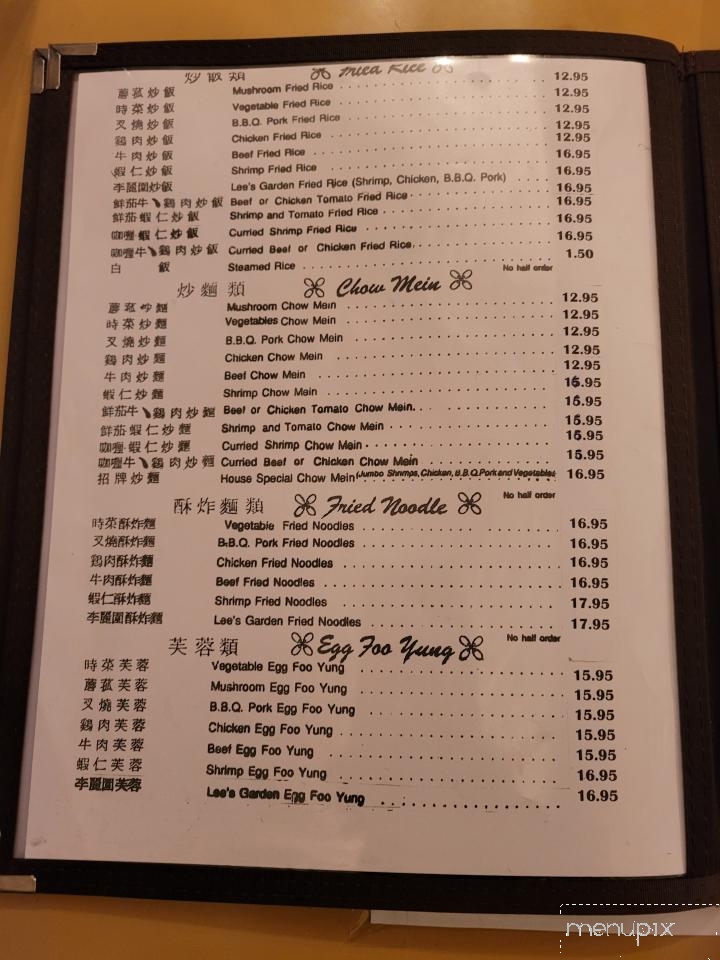 炒飯類 Fried Rice
蘑菰炒飯 Mushroom Fried Rice 12.95
時菜炒飯 Vegetable Fried Rice 12.95
叉燒炒飯 B.B.Q. Pork Fried Rice 12.95
鷄肉炒飯 Chicken Fried Rice 12.95
牛肉炒飯 Beef Fried Rice 12.95
蝦仁炒飯 Shrimp Fried Rice 16.95
李麗園炒飯 Lee's Garden Fried Rice (Shrimp, Chicken, B.B.Q. Pork) 16.95
鮮茄牛、鷄肉炒飯 Beef or Chicken Tomato Fried Rice 16.95
鮮茄蝦仁炒飯 Shrimp and Tomato Fried Rice 16.95
咖喱蝦仁炒飯 Curried Shrimp Fried Rice 16.95
咖喱牛、鷄肉炒飯 Curried Beef or Chicken Fried Rice 16.95
白飯 Steamed Rice 1.50
No half order
炒麵類 Chow Mein
蘑菰炒麵 Mushroom Chow Mein 12.95
時菜炒麵 Vegetables Chow Mein 12.95
叉燒炒麵 B.B.Q. Pork Chow Mein 12.95
鷄肉炒麵 Chicken Chow Mein 12.95
牛肉炒麵 Beef Chow Mein 12.95
蝦仁炒麵 Shrimp Chow Mein 16.95
鮮茄牛、鷄肉炒麵 Beef or Chicken Tomato Chow Mein 15.95
鮮茄蝦仁炒麵 Shrimp and Tomato Chow Mein 15.95
咖喱蝦仁炒麵 Curried Shrimp Chow Mein 15.95
咖喱牛、鷄肉炒麵 Curried Beef or Chicken Chow Mein 15.95
招牌炒麵 House Special Chow Mein (Jumbo Shrimps, Chicken, B.B.Q. Pork and Vegetables) 16.95
No half order
酥炸麵類 Fried Noodle
時菜酥炸麵 Vegetable Fried Noodles 16.95
叉燒酥炸麵 B.B.Q. Pork Fried Noodles 16.95
鷄肉酥炸麵 Chicken Fried Noodles 16.95
牛肉酥炸麵 Beef Fried Noodles 16.95
蝦仁酥炸麵 Shrimp Fried Noodles 17.95
李麗園酥炸麵 Lee's Garden Fried Noodles 17.95
No half order
芙蓉類 Egg Foo Yung
時菜芙蓉 Vegetable Egg Foo Yung 15.95
蘑菰芙蓉 Mushroom Egg Foo Yung 15.95
叉燒芙蓉 B.B.Q. Pork Egg Foo Yung 15.95
鷄肉芙蓉 Chicken Egg Foo Yung 15.95
牛肉芙蓉 Beef Egg Foo Yung 15.95
蝦仁芙蓉 Shrimp Egg Foo Yung 16.95
李麗園芙蓉 Lee's Garden Egg Foo Yung 16.95
menupix